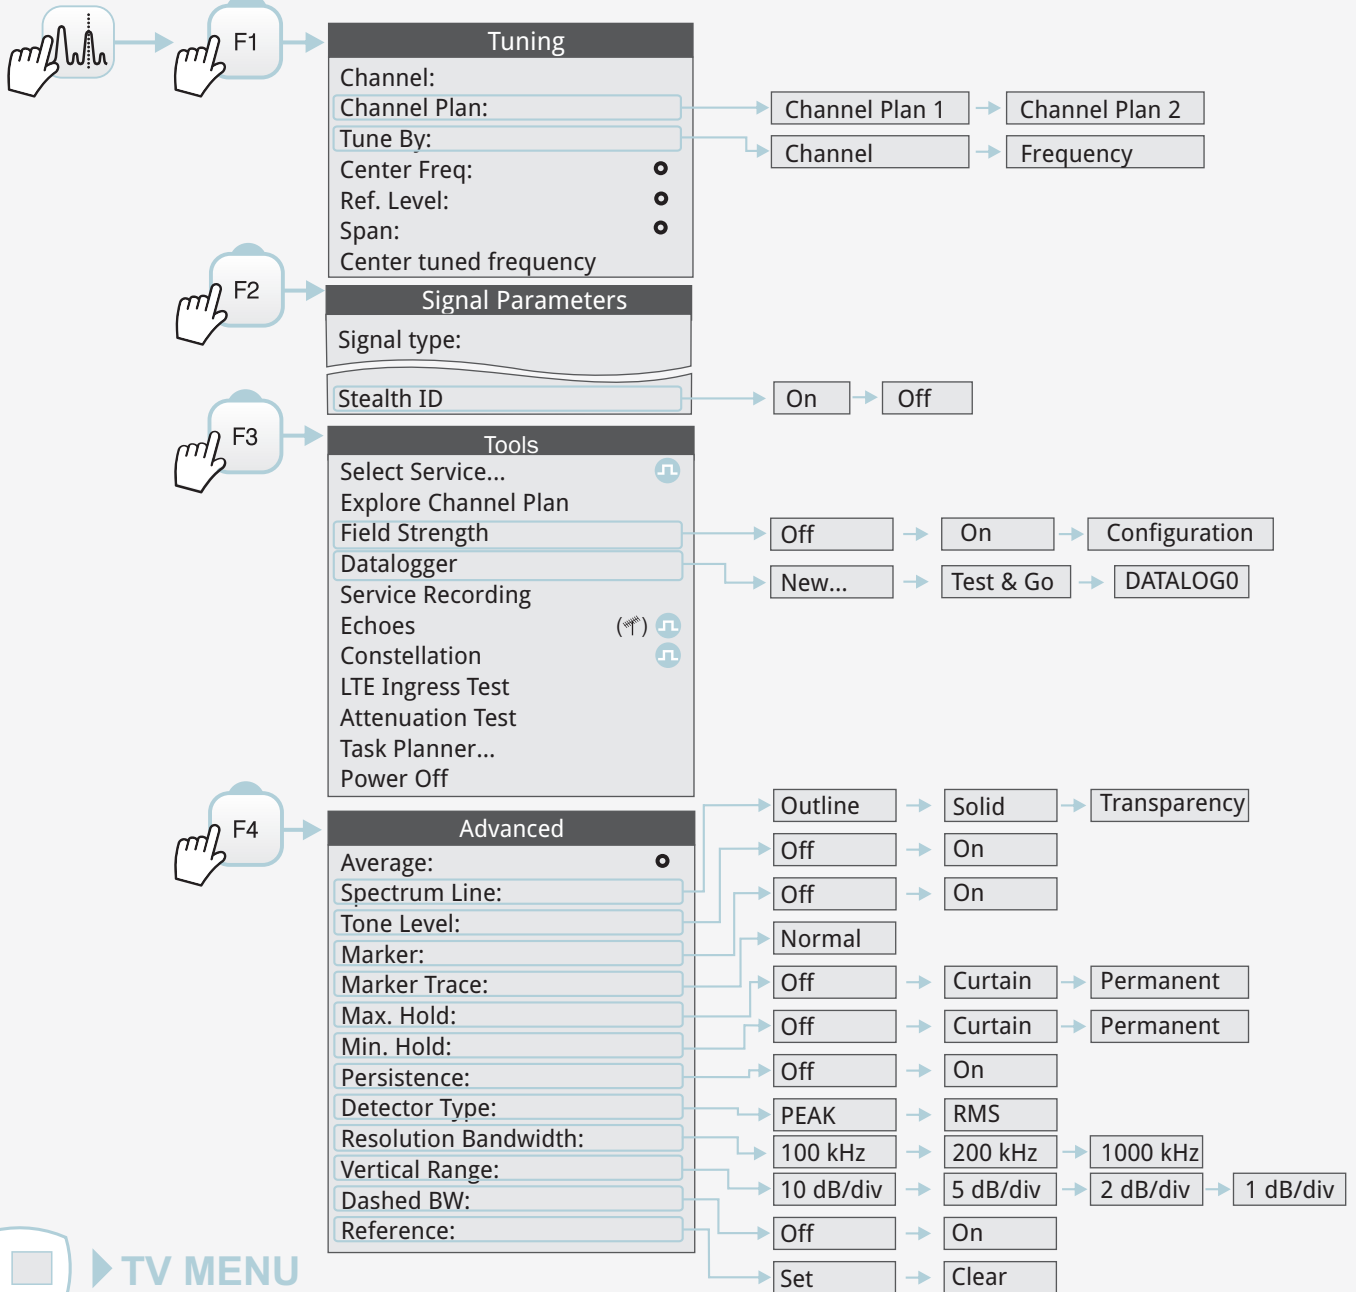 F1
Tuning
Channel:
Channel Plan:
Channel Plan 1
Channel Plan 2
Tune By:
Channel
Frequency
Center Freq:
Ref. Level:
Span:
Center tuned frequency
F2
Signal Parameters
Signal type:
Stealth ID
On
Off
F3
Tools
Select Service...
Explore Channel Plan
Field Strength
Off
On
Configuration
Datalogger
New...
Test & Go
DATALOG0
Service Recording
Echoes
Constellation
LTE Ingress Test
Attenuation Test
Task Planner...
Power Off
F4
Advanced
Average:
Spectrum Line:
Outline
Solid
Transparency
Tone Level:
Off
On
Marker:
Off
On
Marker Trace:
Normal
Max. Hold:
Off
Curtain
Permanent
Min. Hold:
Off
Curtain
Permanent
Persistence:
Off
On
Detector Type:
PEAK
RMS
Resolution Bandwidth:
100 kHz
200 kHz
1000 kHz
Vertical Range:
10 dB/div
5 dB/div
2 dB/div
1 dB/div
Dashed BW:
Off
On
Reference:
Set
Clear
TV MENU